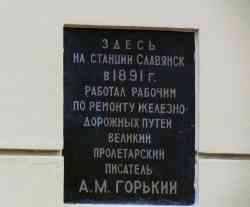 ЗДЕСЬ
НА СТАНЦИИ СЛАВЯНСК
В 1891 г.
РАБОТАЛ РАБОЧИМ
ПО РЕМОНТУ ЖЕЛЕЗНО-
ДОРОЖНЫХ ПУТЕЙ
ВЕЛИКИЙ
ПРОЛЕТАРСКИЙ
ПИСАТЕЛЬ
А.М. ГОРЬКИЙ